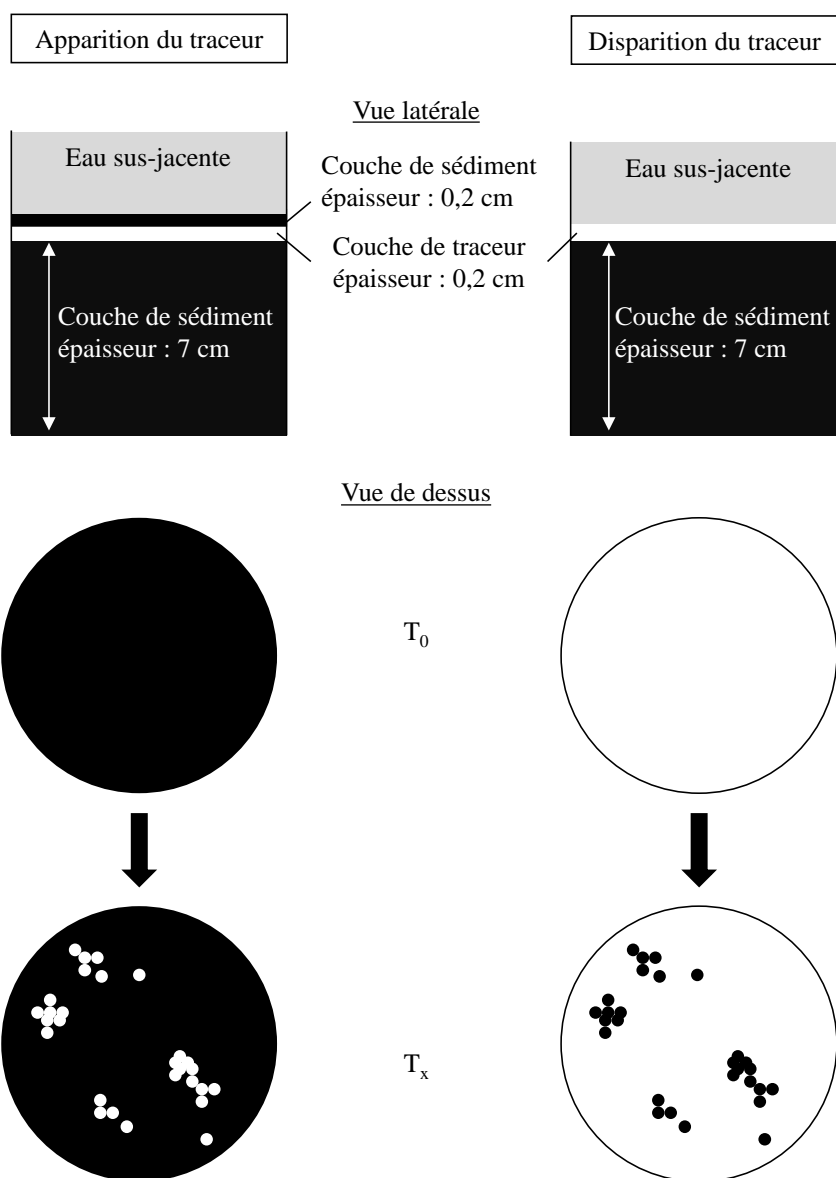 Apparition du traceur
Disparition du traceur
Vue latérale
Eau sus-jacente
Couche de sédiment
épaisseur : 0,2 cm
Eau sus-jacente
Couche de traceur
épaisseur : 0,2 cm
Couche de sédiment
épaisseur : 7 cm
Couche de sédiment
épaisseur : 7 cm
Vue de dessus
T0
Tx